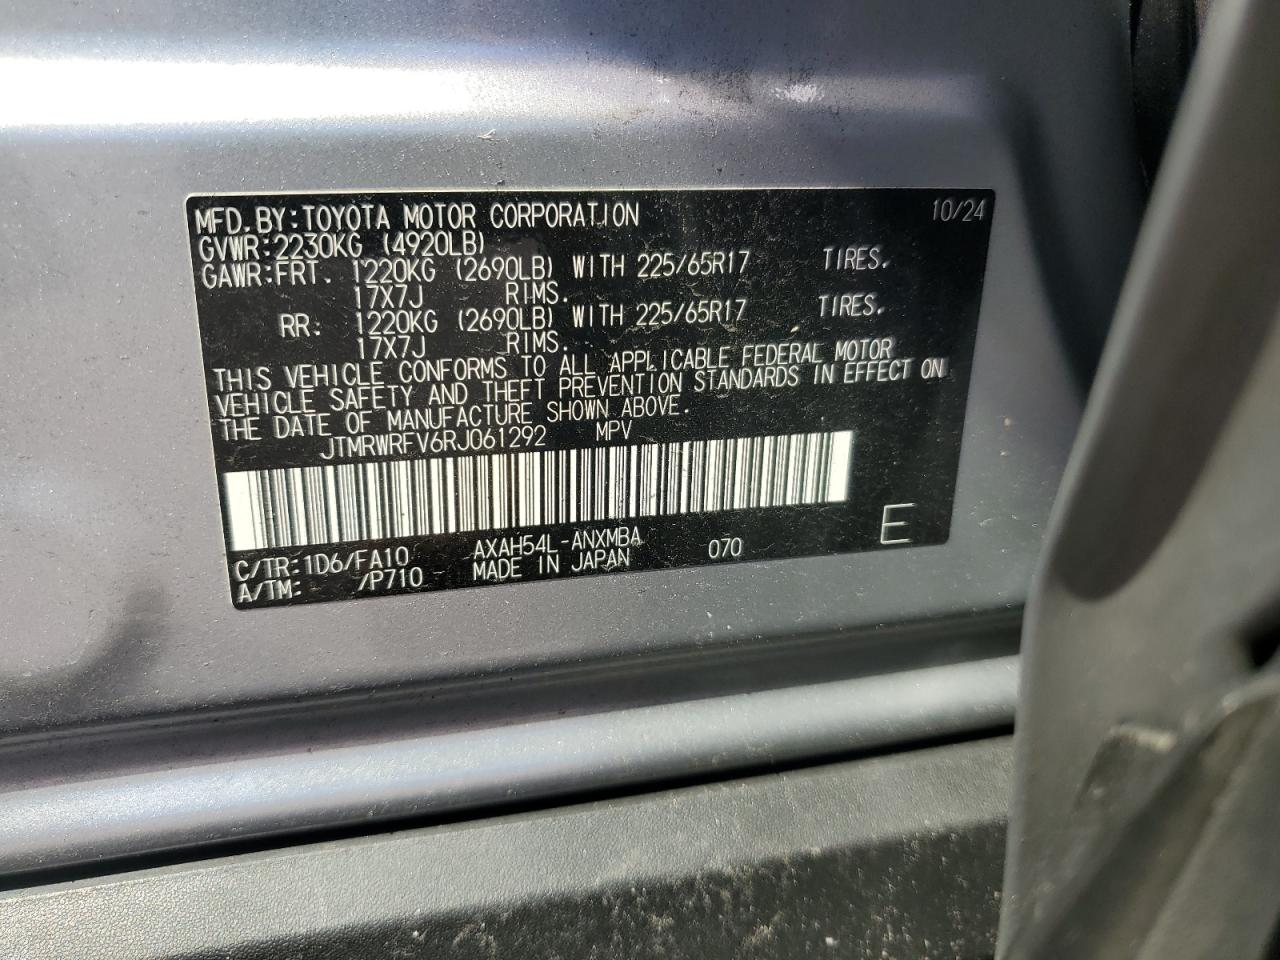 MFD.BY:TOYOTA MOTOR CORPORATION 10/24
GVWR:2230KG (4920LB)
GAWR:FRT. 1220KG (2690LB) WITH 225/65R17 TIRES.
17X7J RIMS.
RR: 1220KG (2690LB) WITH 225/65R17 TIRES.
17X7J RIMS.
THIS VEHICLE CONFORMS TO ALL APPLICABLE FEDERAL MOTOR
VEHICLE SAFETY AND THEFT PREVENTION STANDARDS IN EFFECT ON
THE DATE OF MANUFACTURE SHOWN ABOVE.
JTMRWRFV6RJ061292 MPV
C/TR:1D6/FA10 AXAH54L-ANXMBA 070 E
A/TM: /P710 MADE IN JAPAN